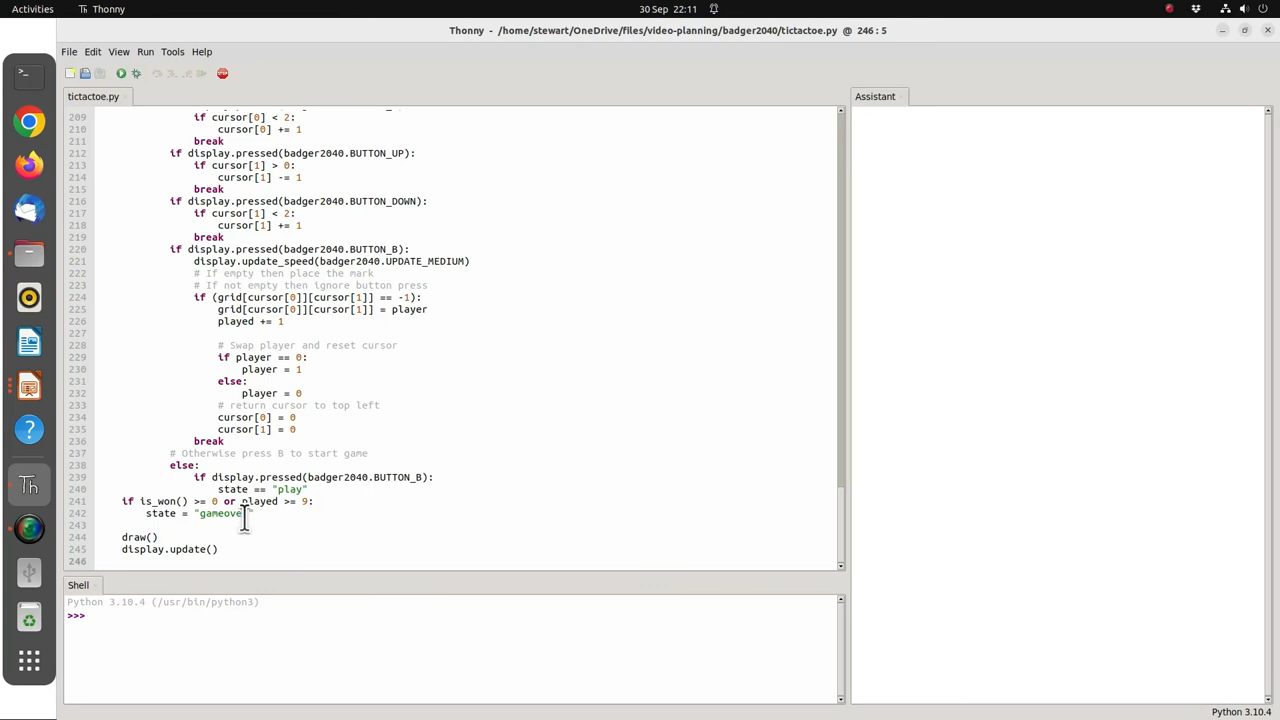 Activities
Thonny
30 Sep 22:11
Thonny - /home/stewart/OneDrive/files/video-planning/badger2040/tictactoe.py @ 246 : 5
File Edit View Run Tools Help
tictactoe.py
Assistant
209 if cursor[0] < 2:
210 cursor[0] += 1
211 break
212 if display.pressed(badger2040.BUTTON_UP):
213 if cursor[1] > 0:
214 cursor[1] -= 1
215 break
216 if display.pressed(badger2040.BUTTON_DOWN):
217 if cursor[1] < 2:
218 cursor[1] += 1
219 break
220 if display.pressed(badger2040.BUTTON_B):
221 display.update_speed(badger2040.UPDATE_MEDIUM)
222 # If empty then place the mark
223 # If not empty then ignore button press
224 if (grid[cursor[0]][cursor[1]] == -1):
225 grid[cursor[0]][cursor[1]] = player
226 played += 1
227
228 # Swap player and reset cursor
229 if player == 0:
230 player = 1
231 else:
232 player = 0
233 # return cursor to top left
234 cursor[0] = 0
235 cursor[1] = 0
236 break
237 # Otherwise press B to start game
238 else:
239 if display.pressed(badger2040.BUTTON_B):
240 state == "play"
241 if is_won() >= 0 or played >= 9:
242 state = "gameover"
243
244 draw()
245 display.update()
246
Shell
Python 3.10.4 (/usr/bin/python3)
>>>
Th
Python 3.10.4